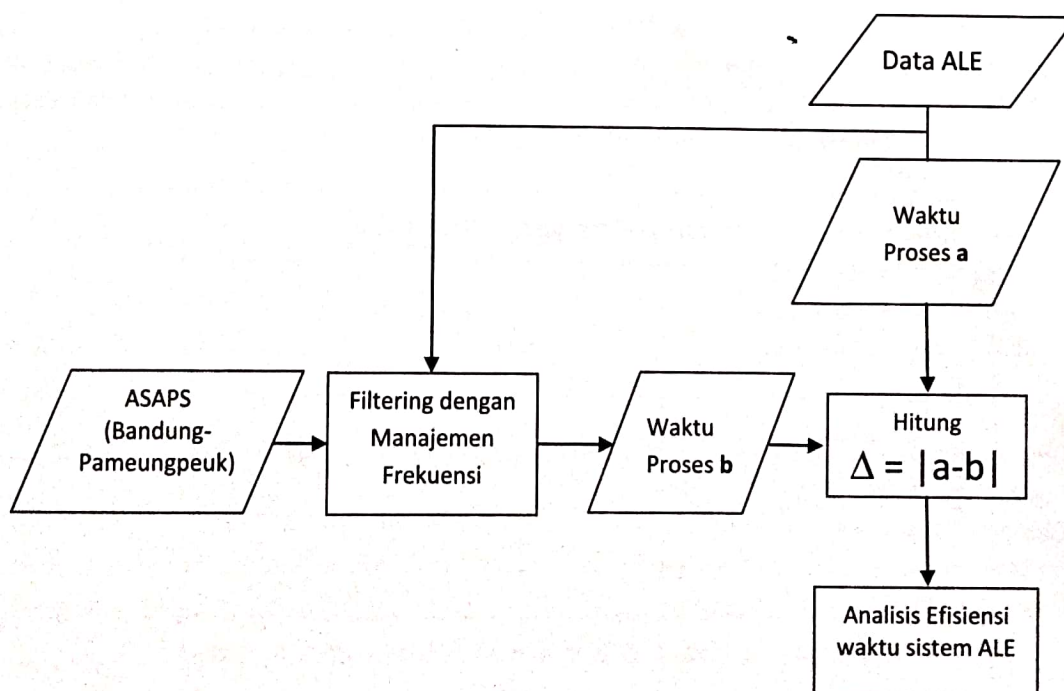 Data ALE
Waktu
Proses a
ASAPS
(Bandung-
Pameungpeuk)
Filtering dengan
Manajemen
Frekuensi
Waktu
Proses b
Hitung
Δ = |a-b|
Analisis Efisiensi
waktu sistem ALE